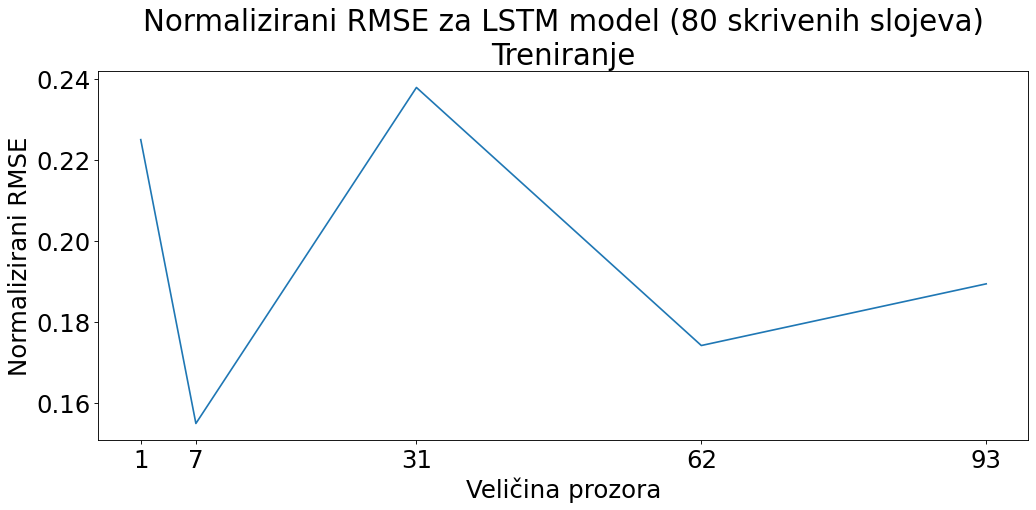 Normalizirani RMSE za LSTM model (80 skrivenih slojeva)
Treniranje
Normalizirani RMSE
0.24
0.22
0.20
0.18
0.16
1 7 31 62 93
Veličina prozora